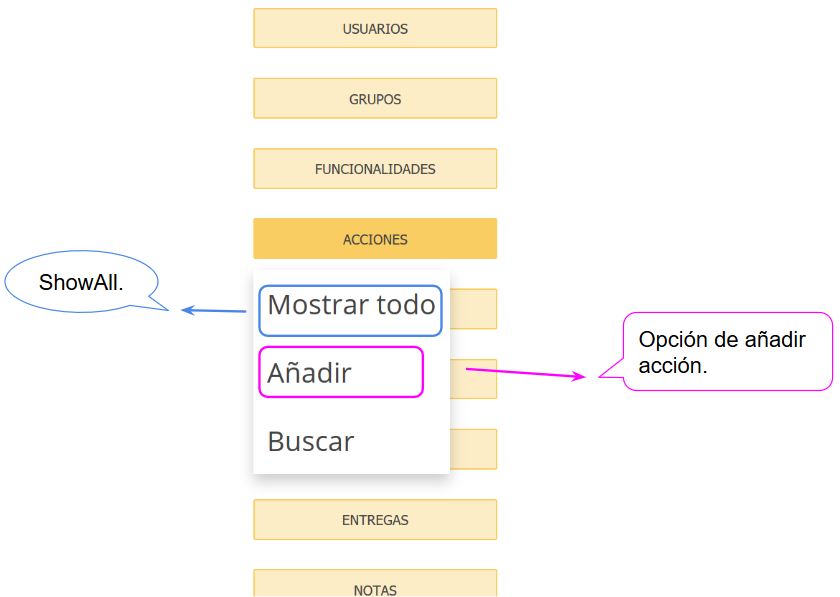 USUARIOS
GRUPOS
FUNCIONALIDADES
ACCIONES
ShowAll.
Mostrar todo
Opción de añadir
acción.
Añadir
Buscar
ENTREGAS
NOTAS